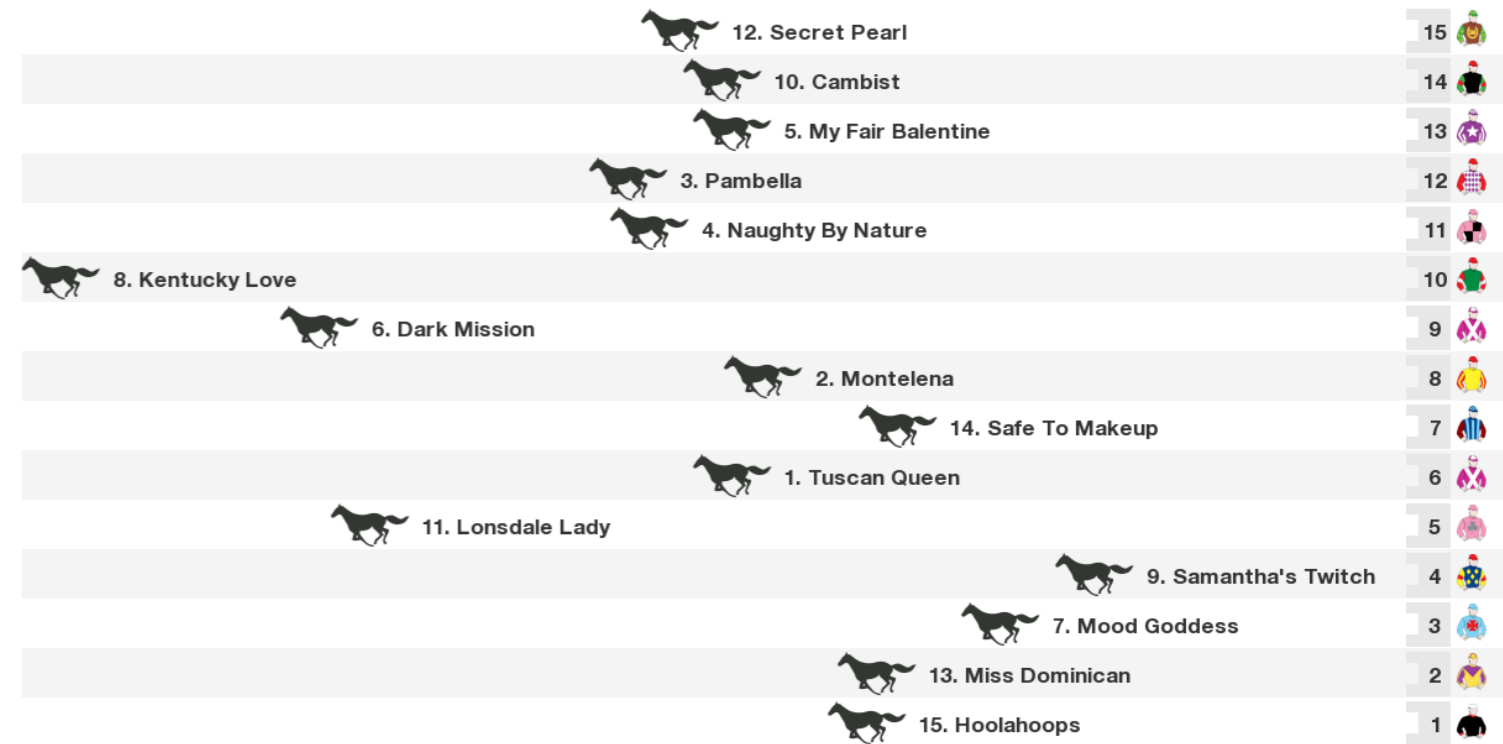 12. Secret Pearl 15
10. Cambist 14
5. My Fair Balentine 13
3. Pambella 12
4. Naughty By Nature 11
8. Kentucky Love 10
6. Dark Mission 9
2. Montelena 8
14. Safe To Makeup 7
1. Tuscan Queen 6
11. Lonsdale Lady 5
9. Samantha's Twitch 4
7. Mood Goddess 3
13. Miss Dominican 2
15. Hoolahoops 1